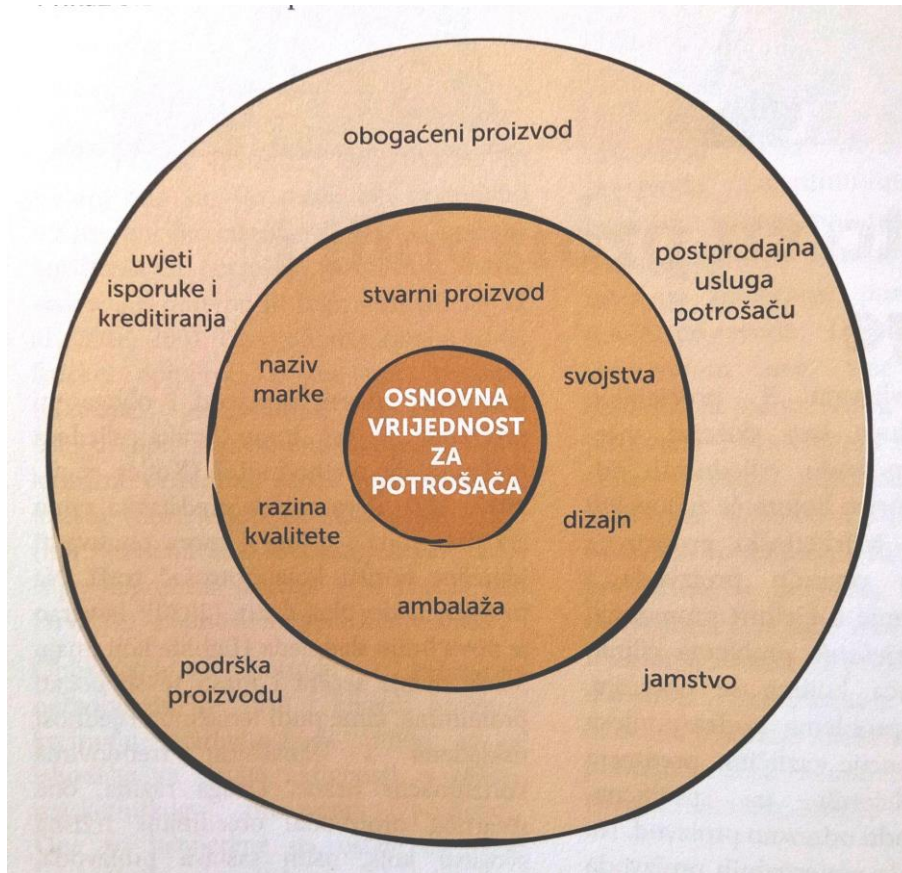 obogaćeni proizvod
uvjeti
isporuke i
kreditiranja
postprodajna
usluga
potrošaču
stvarni proizvod
naziv
marke
svojstva
OSNOVNA
VRIJEDNOST
ZA
POTROŠAČA
razina
kvalitete
dizajn
ambalaža
podrška
proizvodu
jamstvo